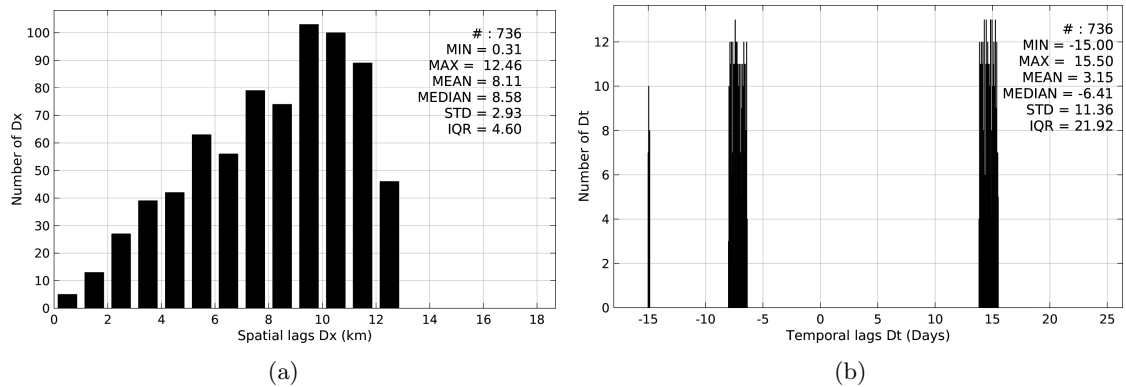 100
90
80
70
60
50
40
30
20
10
0
Number of Dx
# : 736
MIN = 0.31
MAX = 12.46
MEAN = 8.11
MEDIAN = 8.58
STD = 2.93
IQR = 4.60
0 2 4 6 8 10 12 14 16 18
Spatial lags Dx (km)
(a)
12
10
8
6
4
2
0
Number of Dt
# : 736
MIN = -15.00
MAX = 15.50
MEAN = 3.15
MEDIAN = -6.41
STD = 11.36
IQR = 21.92
-15 -10 -5 0 5 10 15 20 25
Temporal lags Dt (Days)
(b)